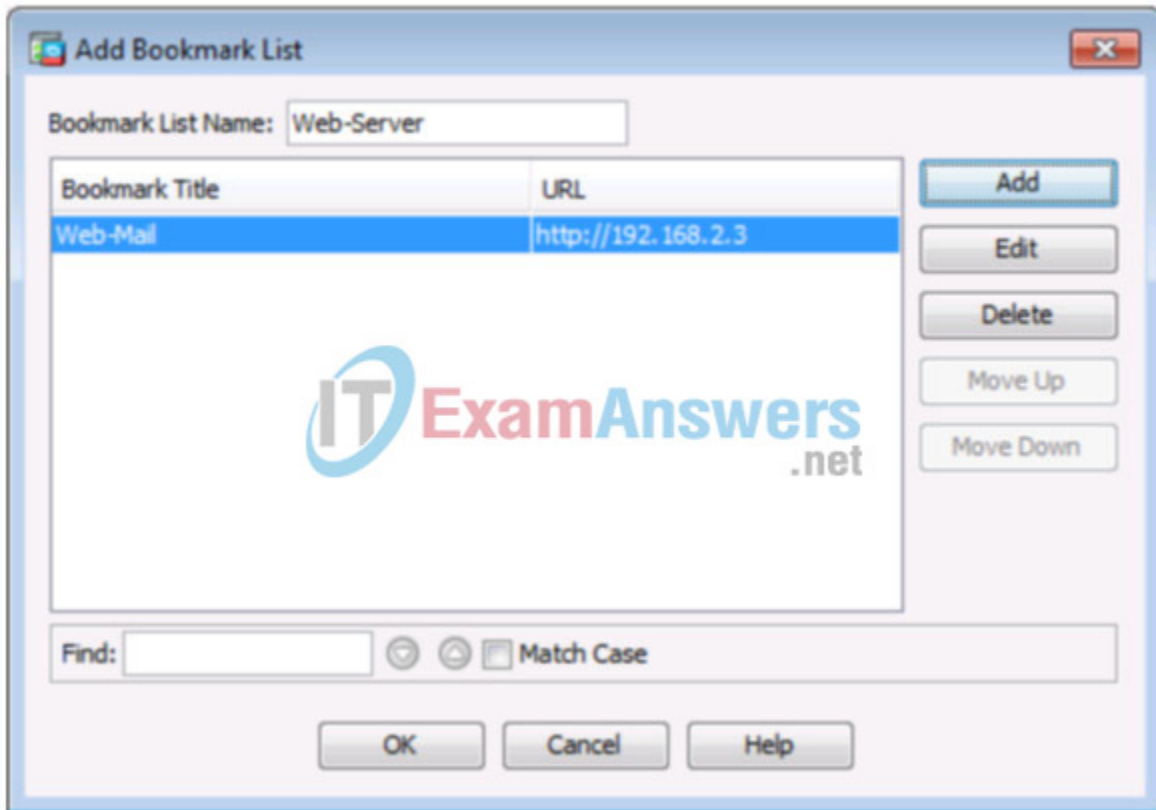 Add Bookmark List
Bookmark List Name: Web-Server
Bookmark Title URL
Web-Mail http://192.168.2.3
Add
Edit
Delete
Move Up
Move Down
ITExamAnswers
.net
Find: Match Case
OK Cancel Help